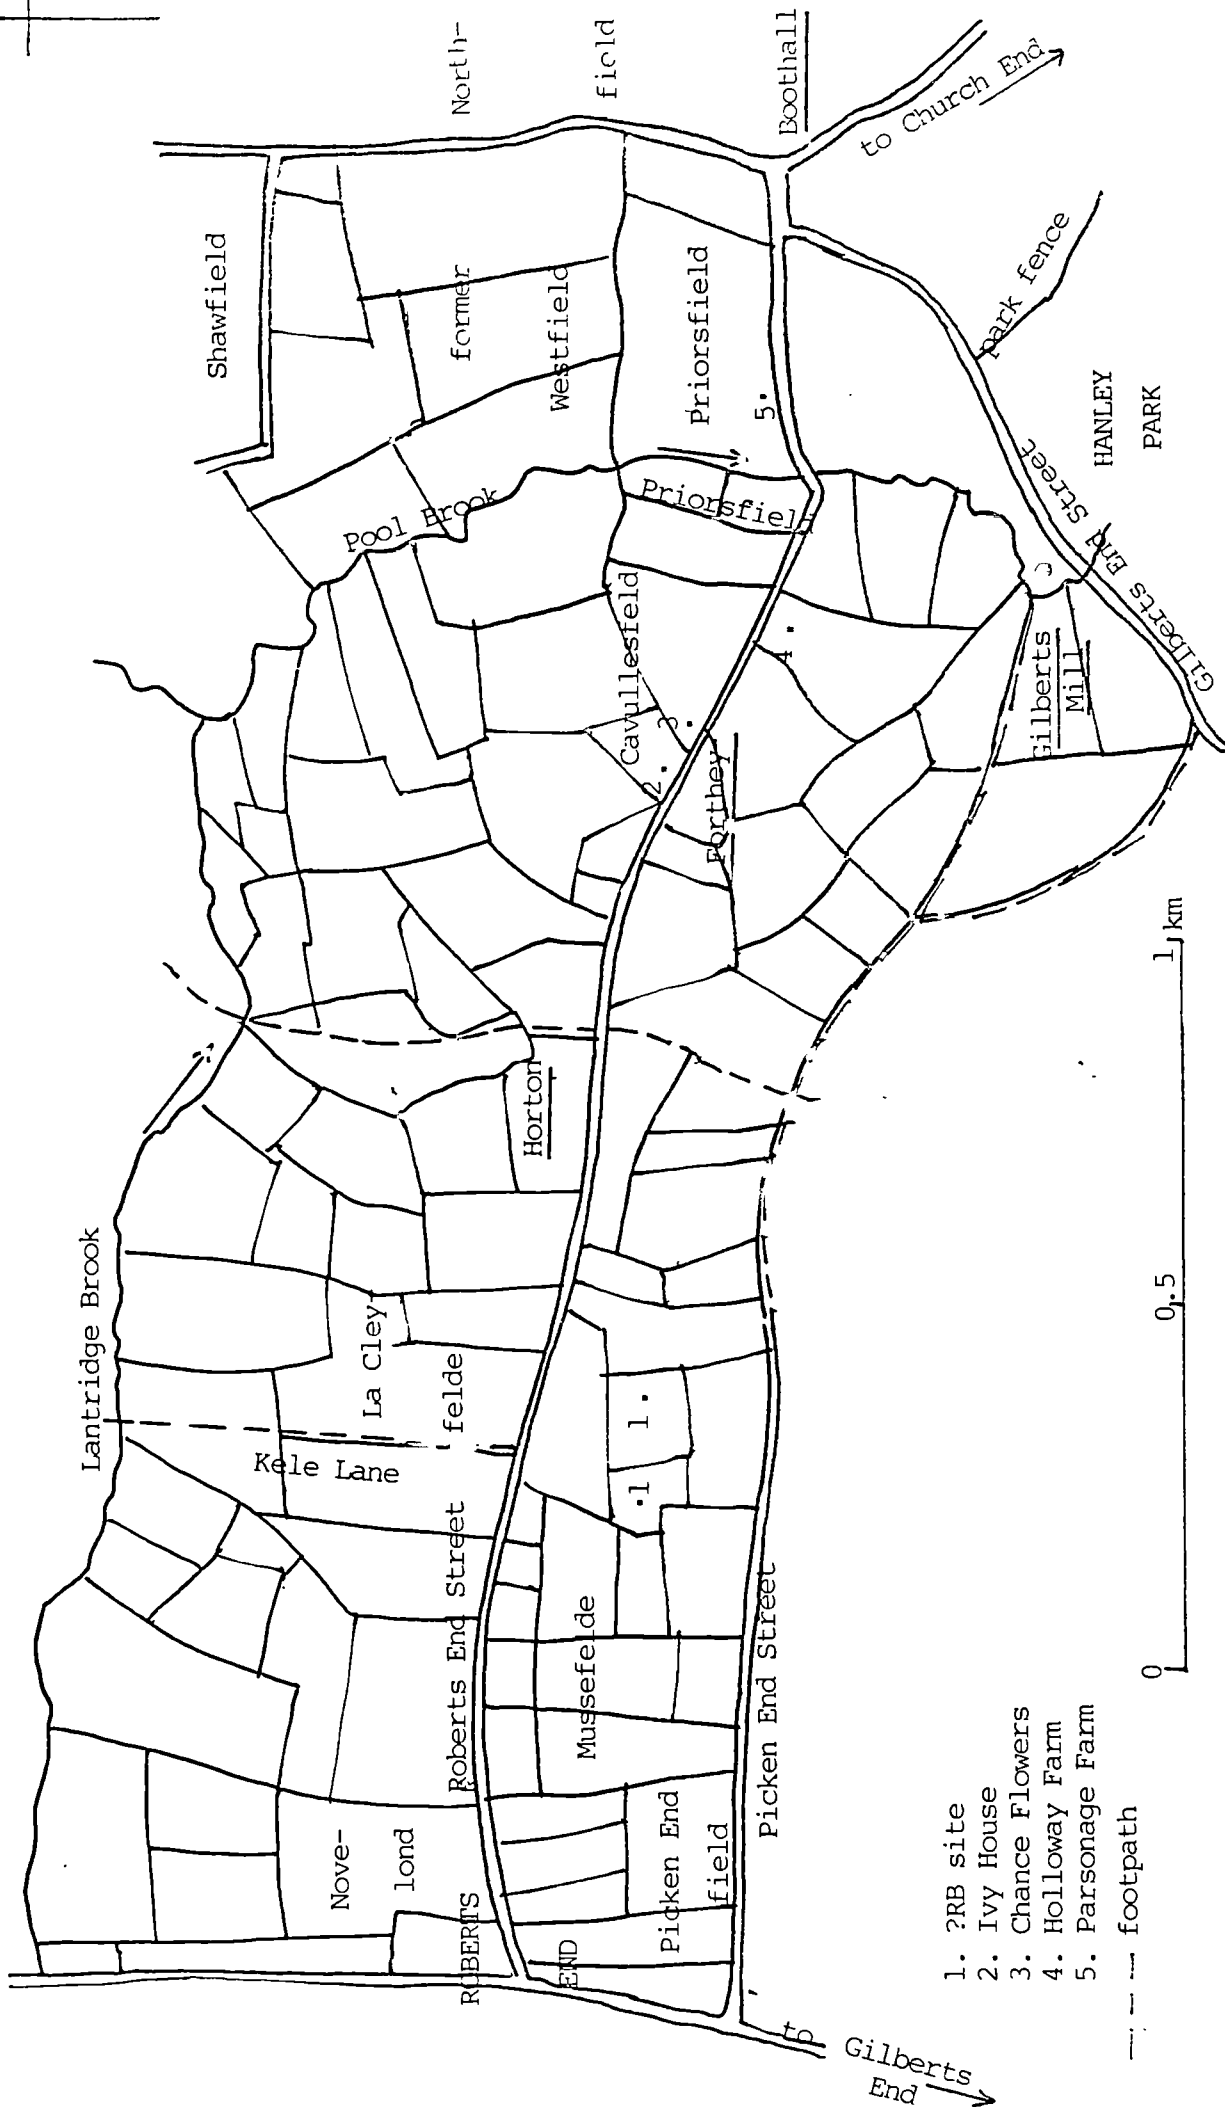 North-
field
Boothall
to Church End
Shawfield
former
Westfield
Priorsfield
5.
park fence
HANLEY
PARK
Pool Brook
Priorsfield
Gilberts End Street
Cavullesfeld
4.
3.
2.
Forthey
Gilberts
Mill
Horton
Lantridge Brook
La Cley
felde
Kele Lane
1.
.1
Roberts End Street
Mussefelde
Picken End Street
Nove-
lond
Picken End
field
ROBERTS
END
to
Gilberts
End
0
0.5
1 km
1. ?RB site
2. Ivy House
3. Chance Flowers
4. Holloway Farm
5. Parsonage Farm
footpath